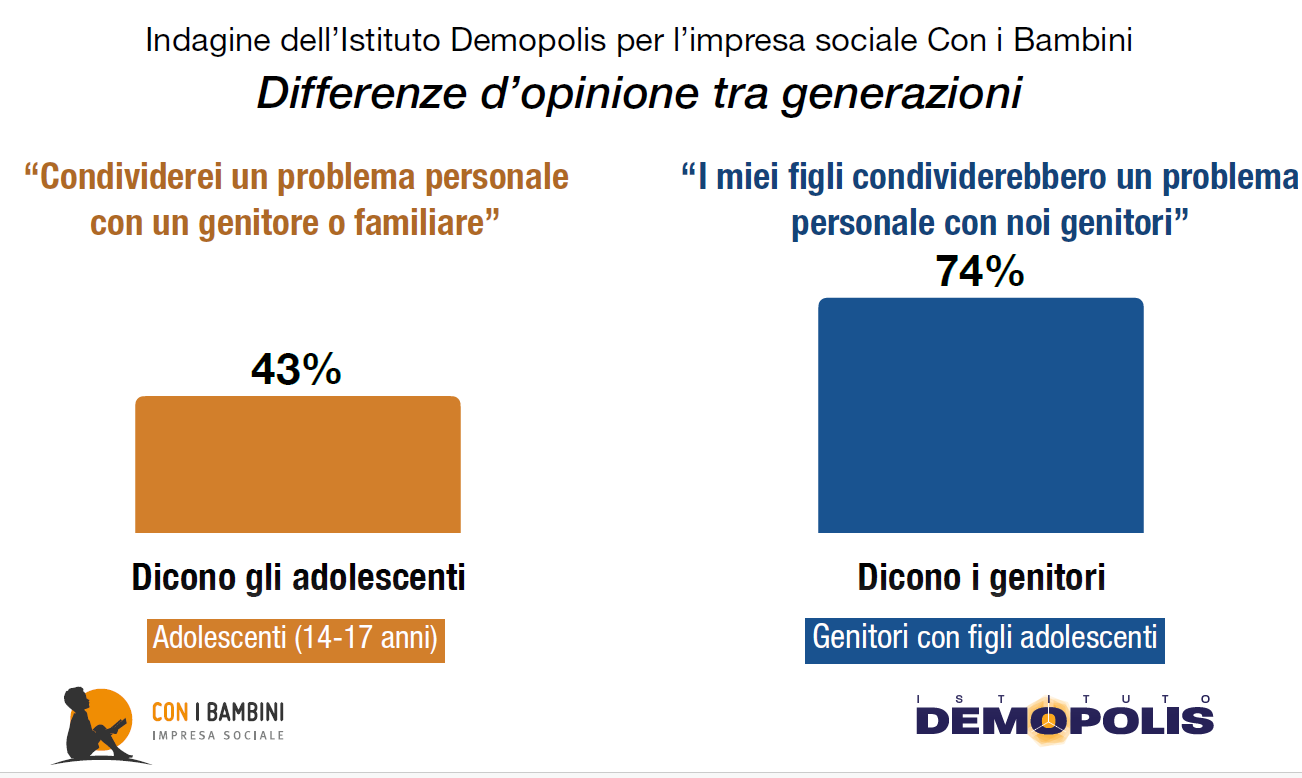 Indagine dell’Istituto Demopolis per l’impresa sociale Con i Bambini
Differenze d’opinione tra generazioni
“Condividerei un problema personale
con un genitore o familiare”
43%
Dicono gli adolescenti
Adolescenti (14-17 anni)
“I miei figli condividerebbero un problema
personale con noi genitori”
74%
Dicono i genitori
Genitori con figli adolescenti
CON I BAMBINI
IMPRESA SOCIALE
ISTITUTO
DEMOPOLIS